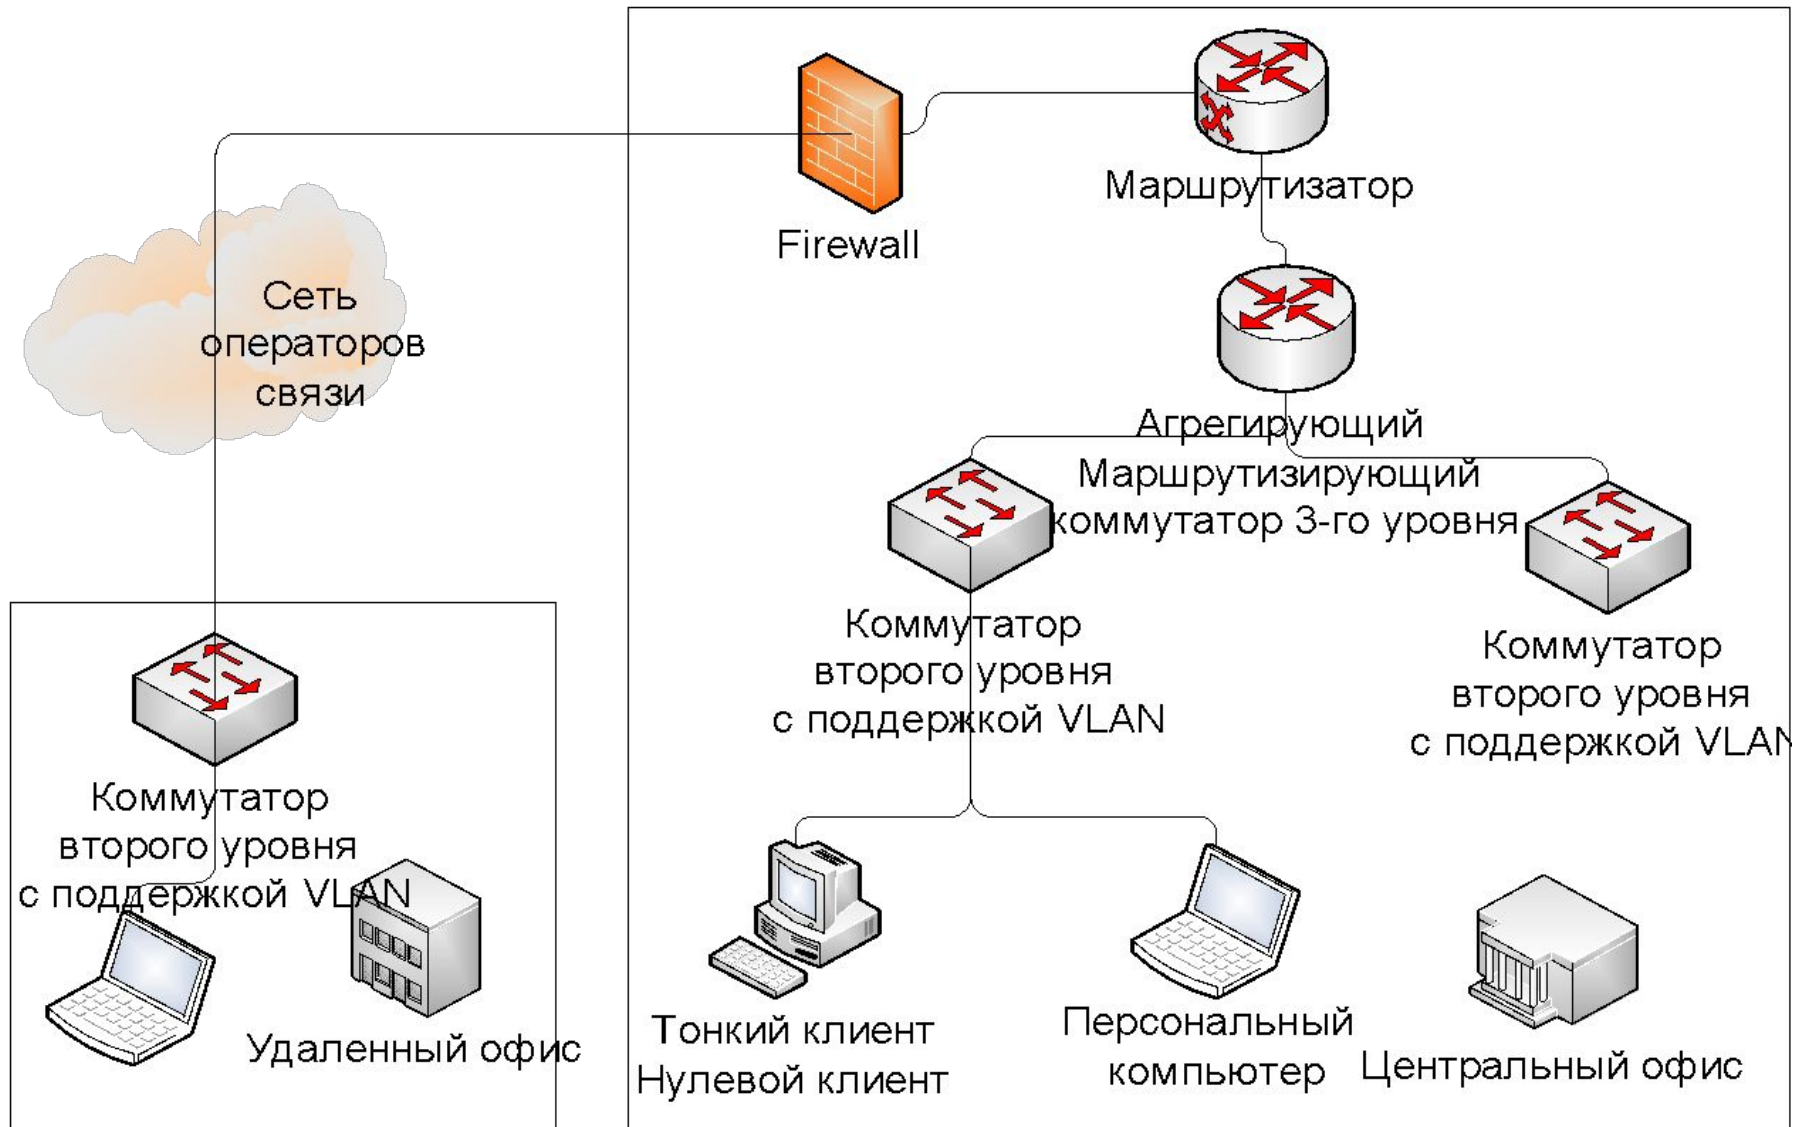 Маршрутизатор
Firewall
Сеть
операторов
связи
Агрегирующий
Маршрутизирующий
коммутатор 3-го уровня
Коммутатор
второго уровня
с поддержкой VLAN
Коммутатор
второго уровня
с поддержкой VLAN
Коммутатор
второго уровня
с поддержкой VLAN
Удаленный офис
Тонкий клиент
Нулевой клиент
Персональный
компьютер
Центральный офис